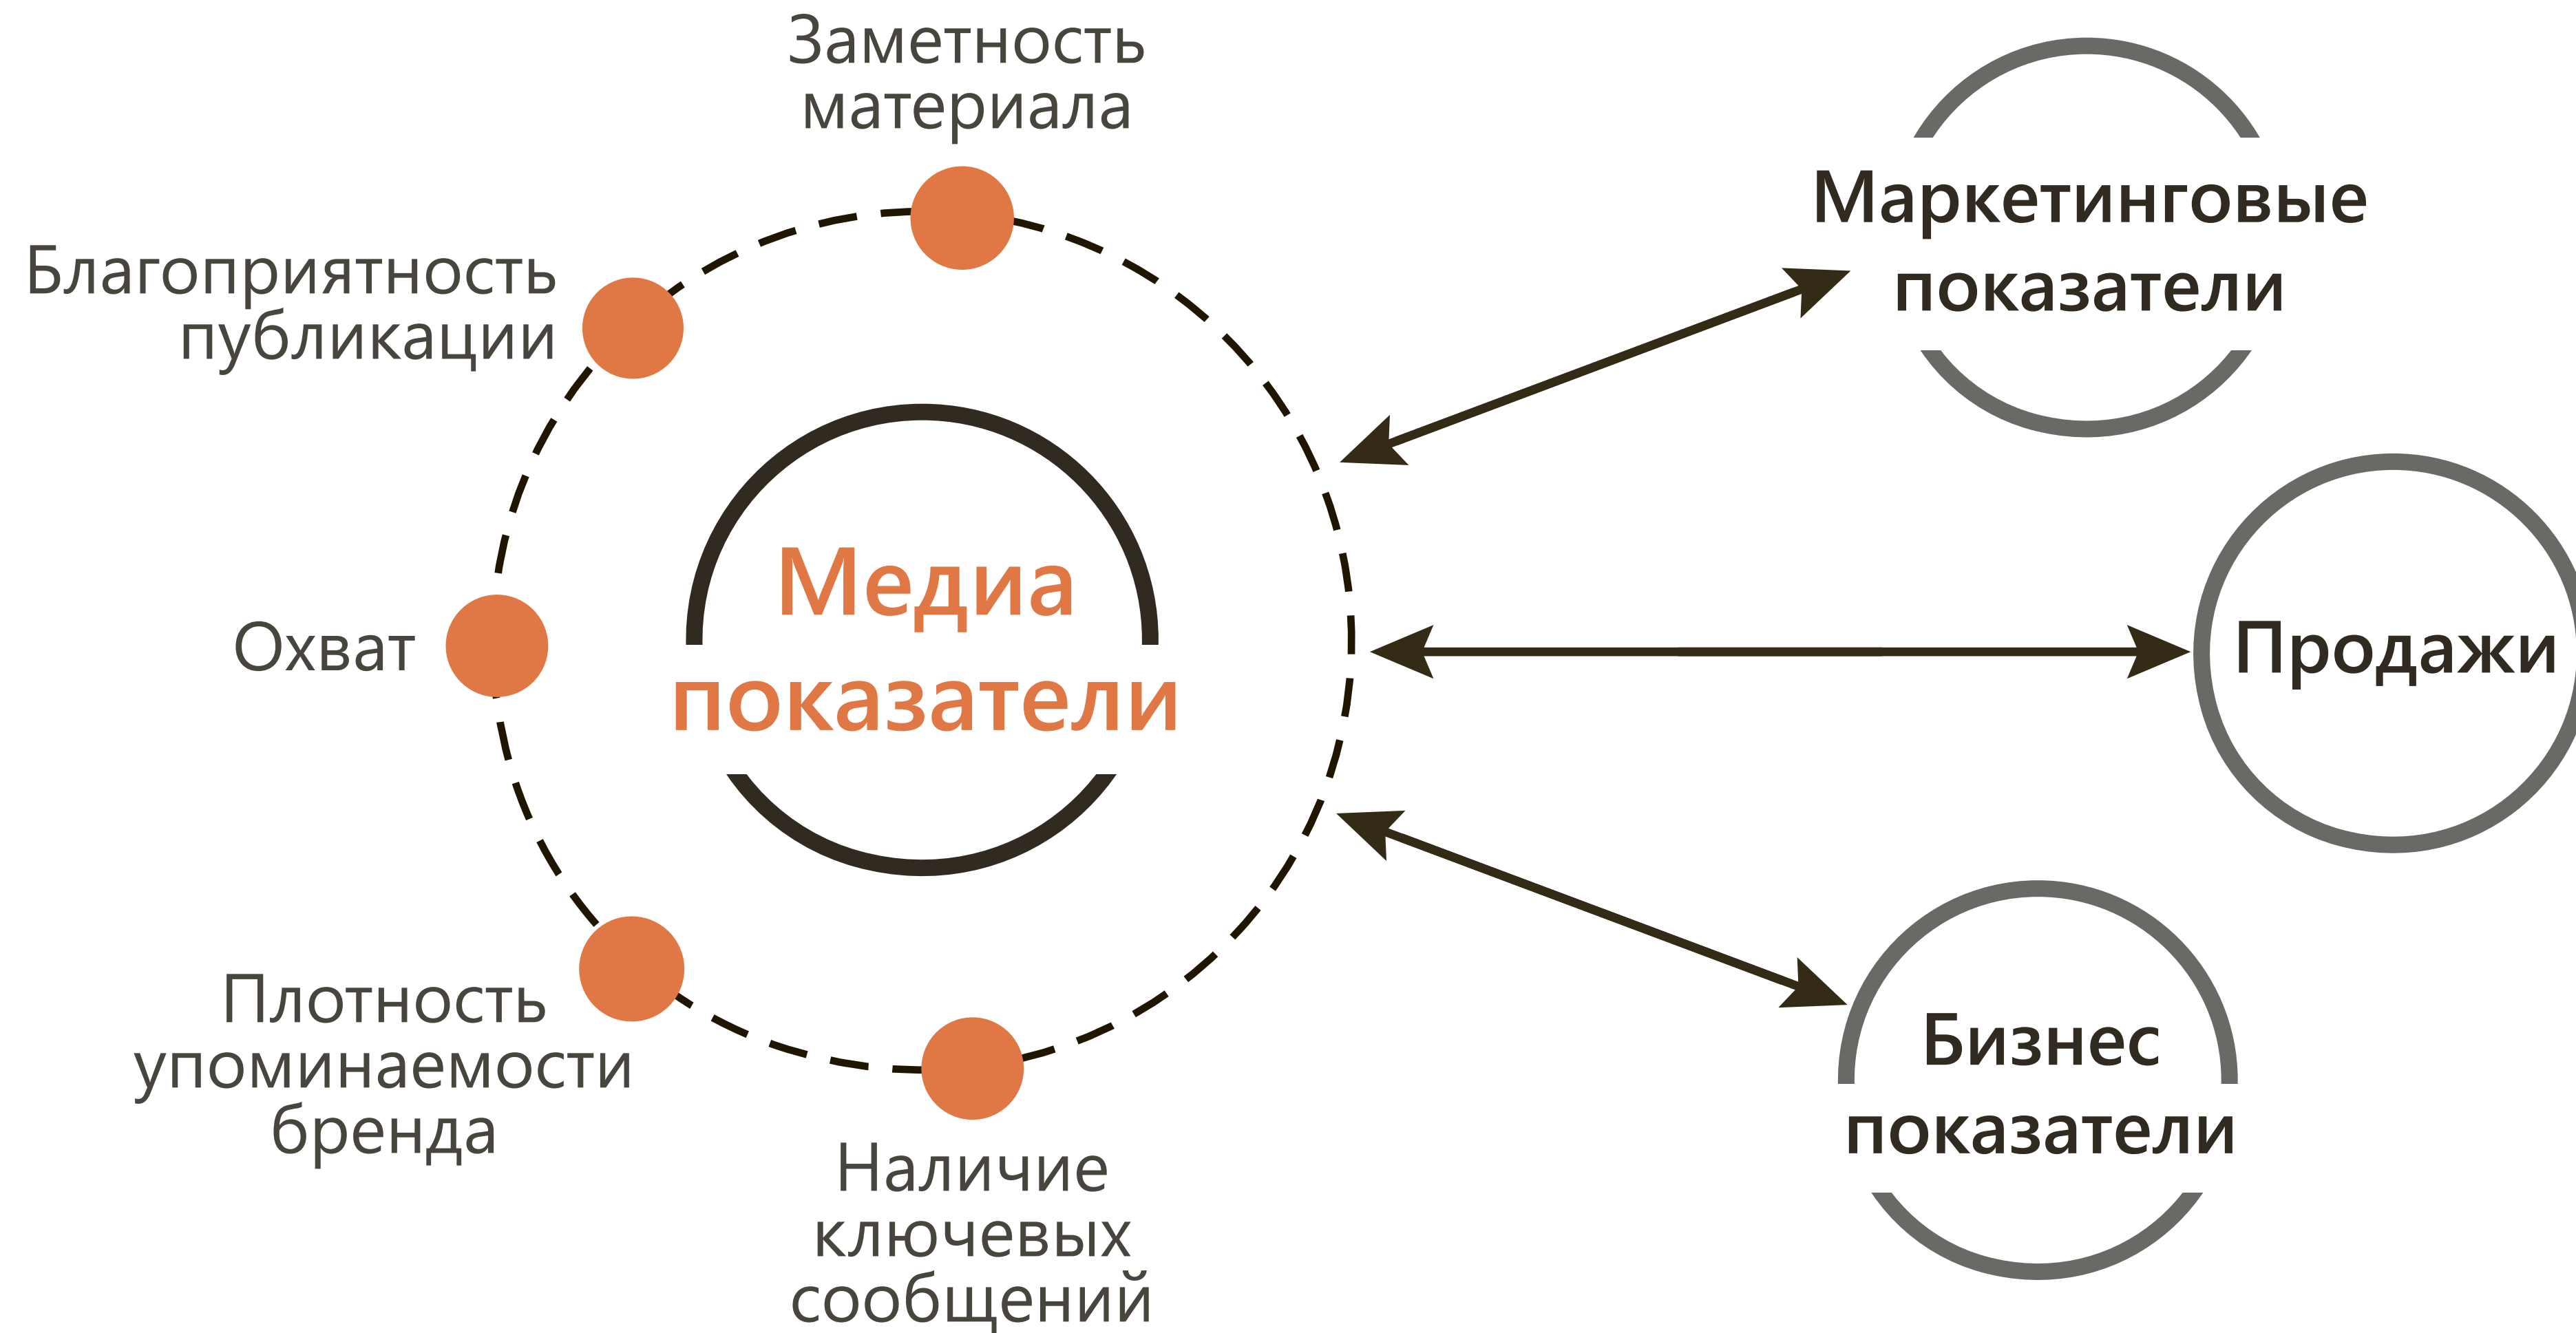 Заметность
материала
Благоприятность
публикации
Охват
Плотность
упоминаемости
бренда
Наличие
ключевых
сообщений
Медиа
показатели
Маркетинговые
показатели
Продажи
Бизнес
показатели